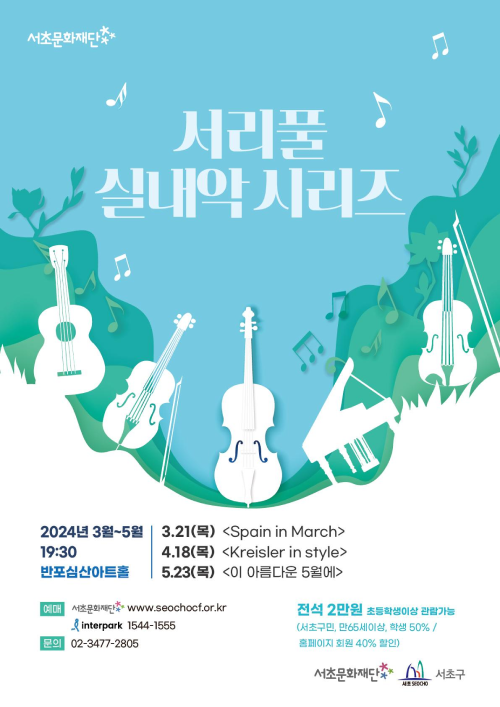 서초문화재단
서리풀
실내악 시리즈
2024년 3월~5월
19:30
반포심산아트홀
3.21(목) <Spain in March>
4.18(목) <Kreisler in style>
5.23(목) <이 아름다운 5월에>
예매 서초문화재단 www.seochocf.or.kr
interpark 1544-1555
문의 02-3477-2805
전석 2만원 초등학생이상 관람가능
(서초구민, 만65세이상, 학생 50% /
홈페이지 회원 40% 할인)
서초문화재단 서초 SEOCHO 서초구